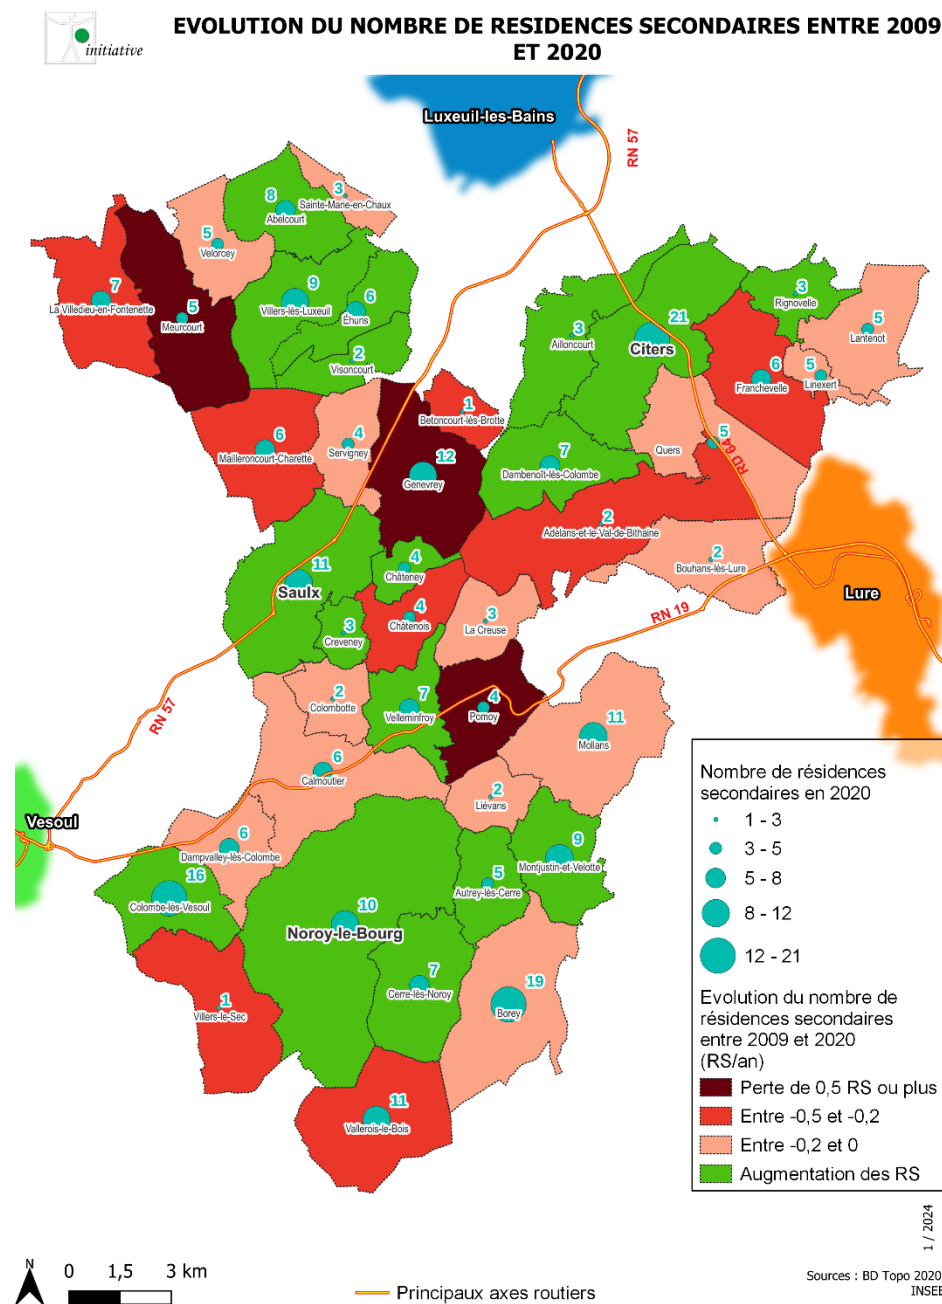 initiative
EVOLUTION DU NOMBRE DE RESIDENCES SECONDAIRES ENTRE 2009
ET 2020
Luxeuil-les-Bains
RN 57
3
Sainte-Marie-en-Chaux
8
Abelcourt
5
Velorcey
7
La Villedieu-en-Fontenette
5
Meurcourt
9
Villers-lès-Luxeuil
6
Éhuns
2
Visoncourt
3
Ailloncourt
21
Citers
3
Rignovelle
5
Lantenot
6
Franchevelle
5
Linexert
1
Betoncourt-lès-Brotte
6
Mailleroncourt-Charette
4
Servigney
12
Genevrey
7
Dambenoît-lès-Colombe
5
Quers
RD 64
2
Adelans-et-le Val-de-Bithaine
2
Bouhans-lès-Lure
Lure
11
Saulx
4
Châteney
4
Châtenois
3
Creveney
3
La Creuse
RN 19
RN 57
2
Colombotte
7
Velleminfroy
4
Pomoy
11
Mollans
6
Calmoutier
2
Liévans
Vesoul
6
Dampvalley-lès-Colombe
16
Colombe-lès-Vesoul
9
Montjustin-et-Velotte
5
Autrey-lès-Cerre
10
Noroy-le-Bourg
7
Cerre-lès-Noroy
19
Borey
1
Villers-le-Sec
11
Vallerois-le-Bois
Nombre de résidences
secondaires en 2020
1 - 3
3 - 5
5 - 8
8 - 12
12 - 21
Evolution du nombre de
résidences secondaires
entre 2009 et 2020
(RS/an)
Perte de 0,5 RS ou plus
Entre -0,5 et -0,2
Entre -0,2 et 0
Augmentation des RS
1 / 2024
N
0 1,5 3 km
Principaux axes routiers
Sources : BD Topo 2020
INSEE